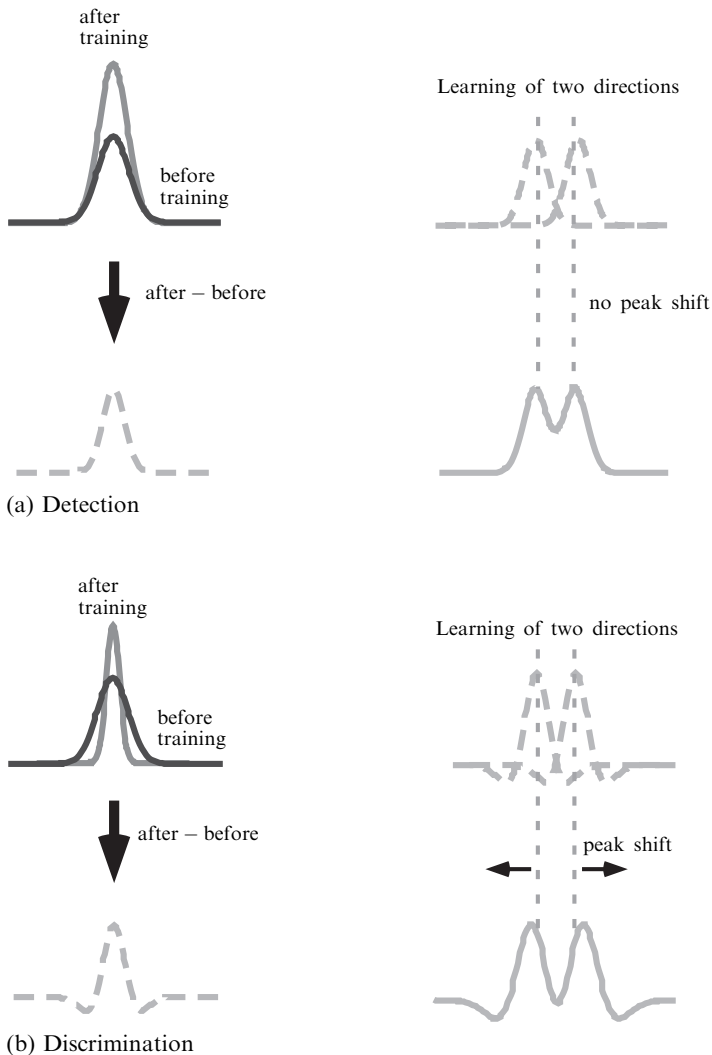 after
training
Learning of two directions
before
training
after – before
no peak shift
(a) Detection
after
training
Learning of two directions
before
training
after – before
peak shift
(b) Discrimination